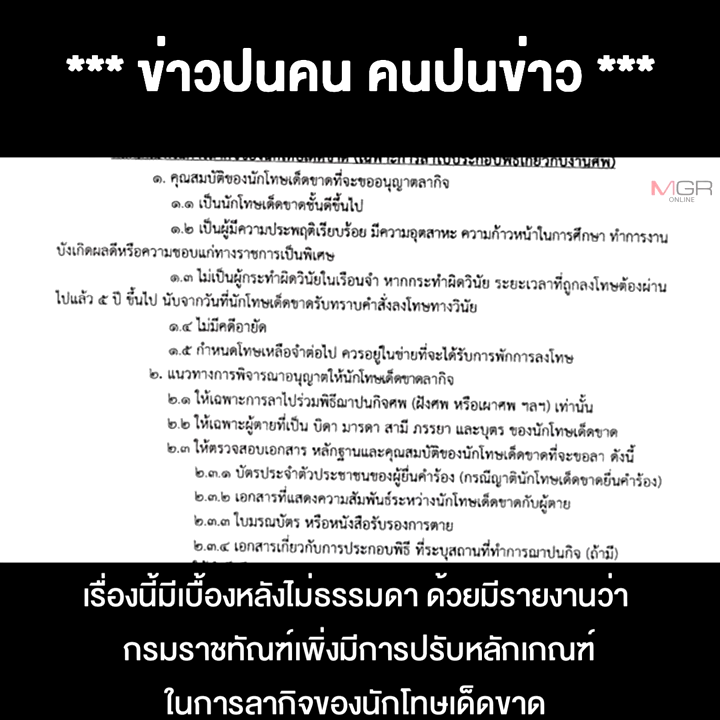 *** ข่าวปนคน คนปนข่าว ***
(เฉพาะการลาไปประกอบพิธีเกี่ยวกับงานศพ)
๑. คุณสมบัติของนักโทษเด็ดขาดที่จะขออนุญาตลากิจ
MGR
ONLINE
๑.๑ เป็นนักโทษเด็ดขาดชั้นดีขึ้นไป
๑.๒ เป็นผู้มีความประพฤติเรียบร้อย มีความอุตสาหะ ความก้าวหน้าในการศึกษา ทำการงาน
บังเกิดผลดีหรือความชอบแก่ทางราชการเป็นพิเศษ
๑.๓ ไม่เป็นผู้กระทำผิดวินัยในเรือนจำ หากกระทำผิดวินัย ระยะเวลาที่ถูกลงโทษต้องผ่าน
ไปแล้ว ๕ ปี ขึ้นไป นับจากวันที่นักโทษเด็ดขาดรับทราบคำสั่งลงโทษทางวินัย
๑.๔ ไม่มีคดีอายัด
๑.๕ กำหนดโทษเหลือจำต่อไป ควรอยู่ในข่ายที่จะได้รับการพักการลงโทษ
๒. แนวทางการพิจารณาอนุญาตให้นักโทษเด็ดขาดลากิจ
๒.๑ ให้เฉพาะการลาไปร่วมพิธีฌาปนกิจศพ (ฝังศพ หรือเผาศพ ฯลฯ) เท่านั้น
๒.๒ ให้เฉพาะผู้ตายที่เป็น บิดา มารดา สามี ภรรยา และบุตร ของนักโทษเด็ดขาด
๒.๓ ให้ตรวจสอบเอกสาร หลักฐานและคุณสมบัติของนักโทษเด็ดขาดที่จะขอลา ดังนี้
๒.๓.๑ บัตรประจำตัวประชาชนของผู้ยื่นคำร้อง (กรณีญาตินักโทษเด็ดขาดยื่นคำร้อง)
๒.๓.๒ เอกสารที่แสดงความสัมพันธ์ระหว่างนักโทษเด็ดขาดกับผู้ตาย
๒.๓.๓ ใบมรณบัตร หรือหนังสือรับรองการตาย
๒.๓.๔ เอกสารเกี่ยวกับการประกอบพิธี ที่ระบุสถานที่ทำการฌาปนกิจ (ถ้ามี)
เรื่องนี้มีเบื้องหลังไม่ธรรมดา ด้วยมีรายงานว่า
กรมราชทัณฑ์เพิ่งมีการปรับหลักเกณฑ์
ในการลากิจของนักโทษเด็ดขาด